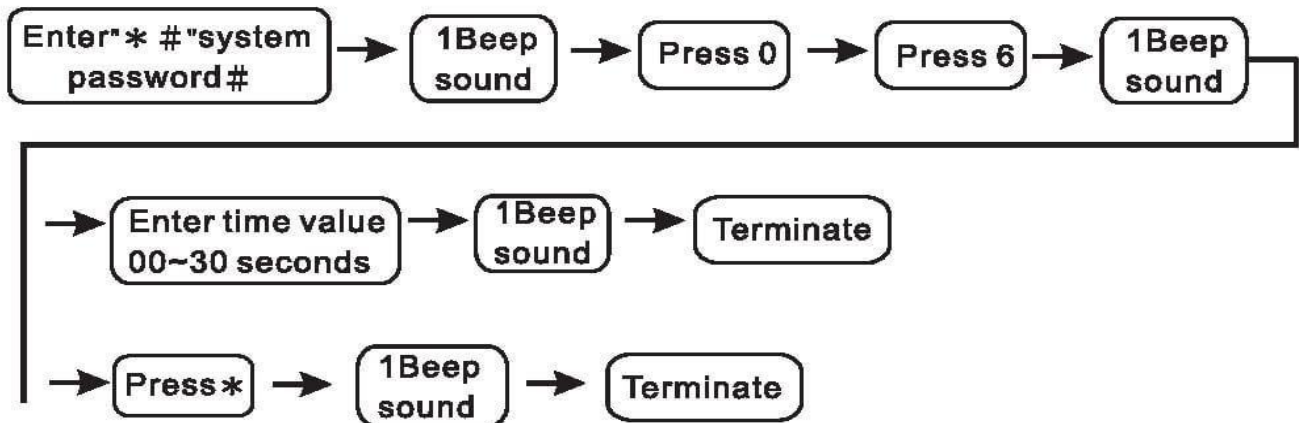 Enter"* #"system
password#
1Beep
sound
Press 0
Press 6
1Beep
sound
Enter time value
00~30 seconds
1Beep
sound
Terminate
Press*
1Beep
sound
Terminate